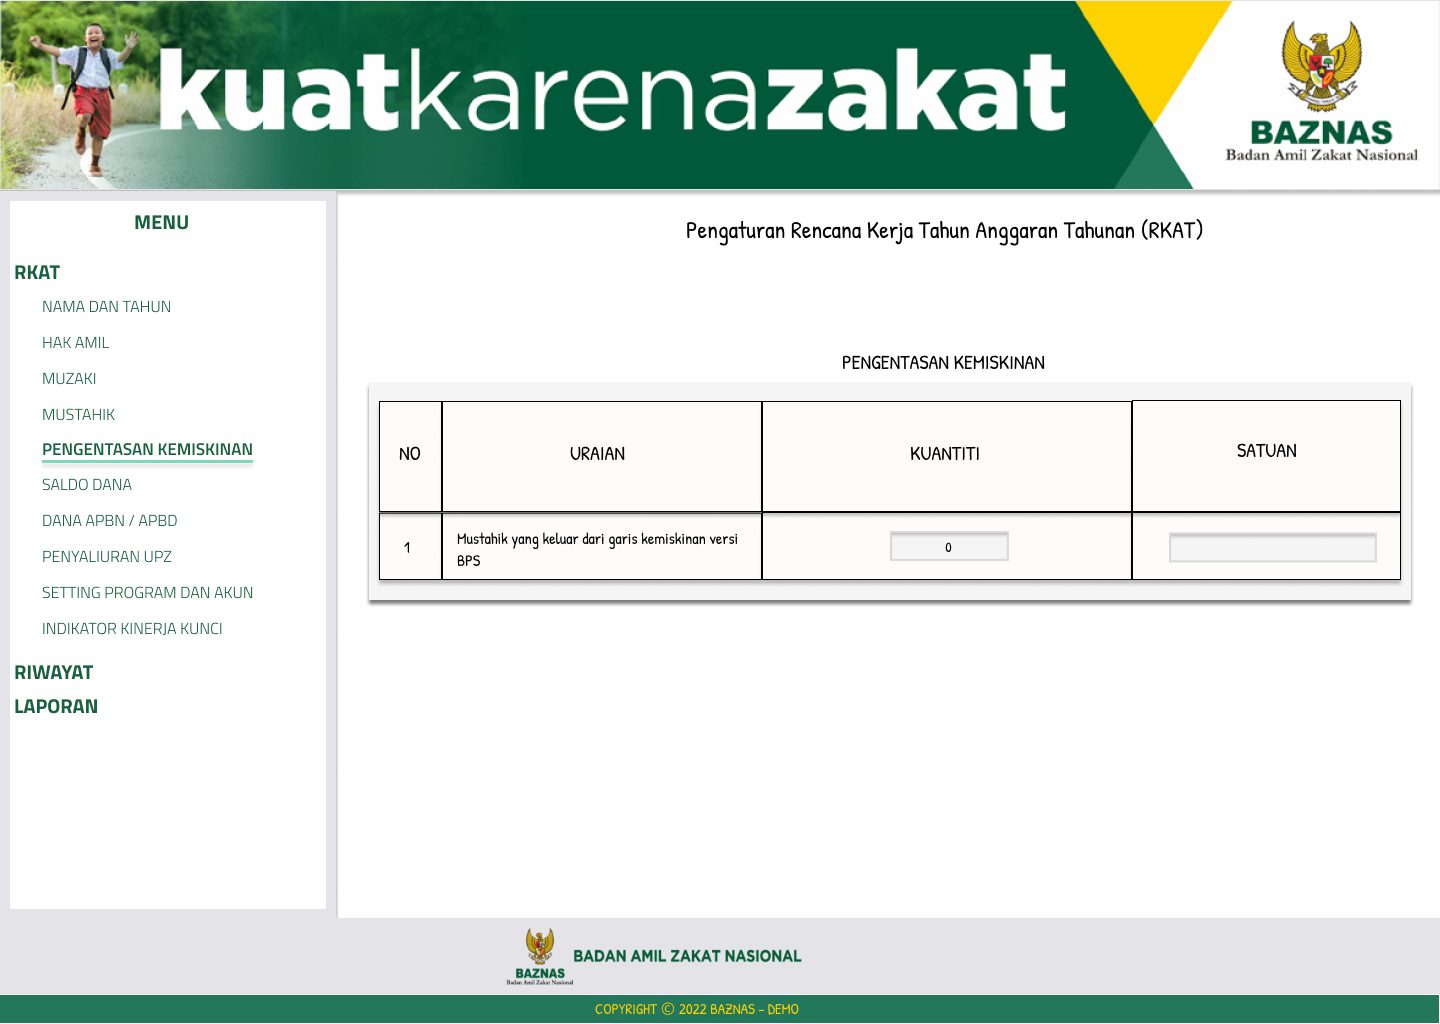 kuatkarenazakat
BAZNAS
Badan Amil Zakat Nasional
MENU
RKAT
NAMA DAN TAHUN
HAK AMIL
MUZAKI
MUSTAHIK
PENGENTASAN KEMISKINAN
SALDO DANA
DANA APBN / APBD
PENYALIURAN UPZ
SETTING PROGRAM DAN AKUN
INDIKATOR KINERJA KUNCI
RIWAYAT
LAPORAN
Pengaturan Rencana Kerja Tahun Anggaran Tahunan (RKAT)
PENGENTASAN KEMISKINAN
NO URAIAN KUANTITI SATUAN
1 Mustahik yang keluar dari garis kemiskinan versi 0
BPS
BAZNAS
Badan Amil Zakat Nasional
BADAN AMIL ZAKAT NASIONAL
COPYRIGHT © 2022 BAZNAS - DEMO